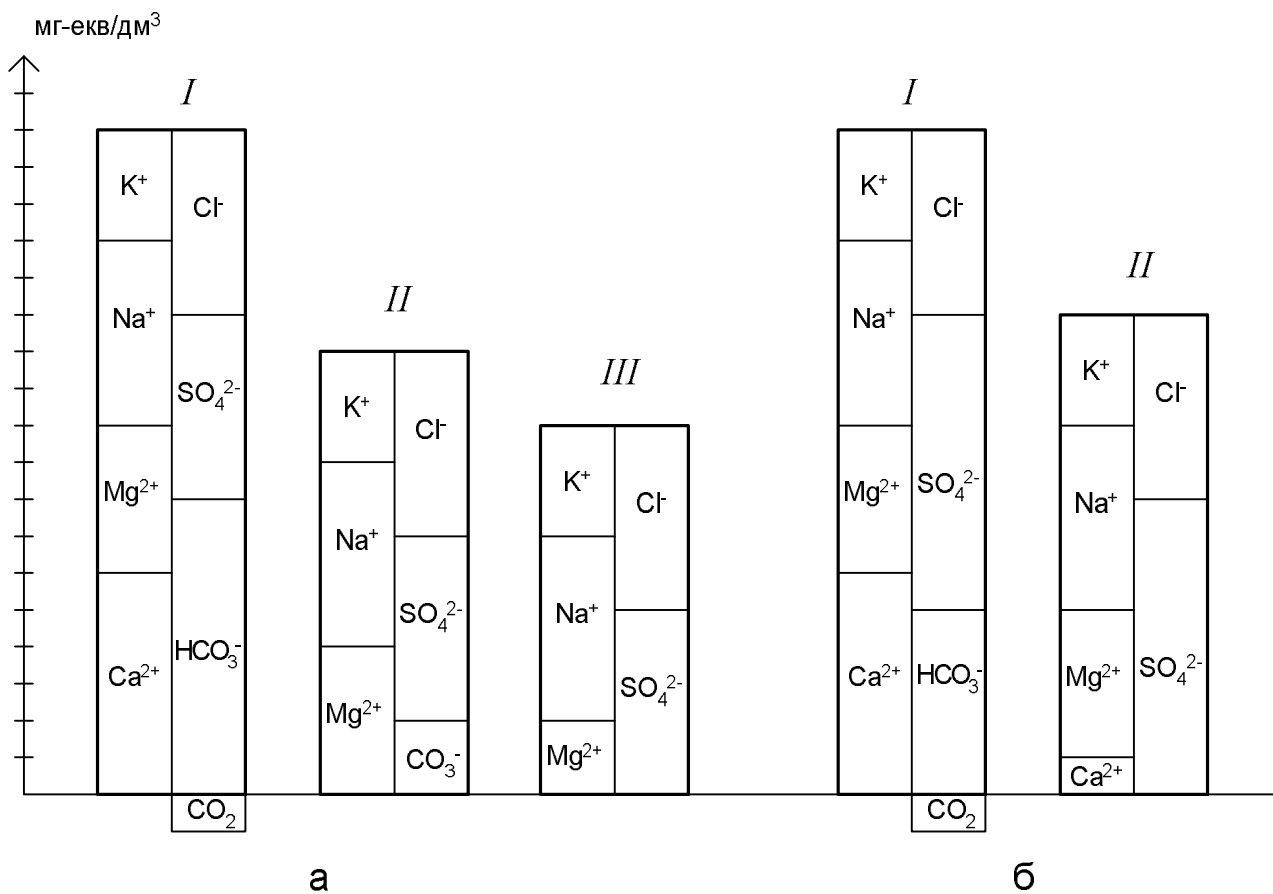 мг-екв/дм³
I
K⁺
Cl⁻
Na⁺
SO₄²⁻
Mg²⁺
HCO₃⁻
Ca²⁺
CO₂
II
K⁺
Cl⁻
Na⁺
SO₄²⁻
Mg²⁺
CO₃⁻
III
K⁺
Cl⁻
Na⁺
SO₄²⁻
Mg²⁺
а
I
K⁺
Cl⁻
Na⁺
SO₄²⁻
Mg²⁺
HCO₃⁻
Ca²⁺
CO₂
II
K⁺
Cl⁻
Na⁺
SO₄²⁻
Mg²⁺
Ca²⁺
б